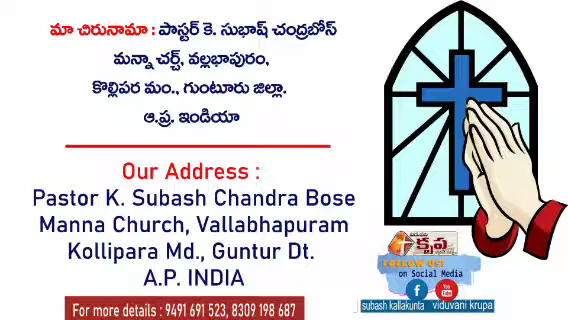 మా చిరునామా : పాస్టర్ కె. సుభాష్ చంద్రబోస్
మన్నా చర్చ్, వల్లభాపురం,
కొల్లిపర మం., గుంటూరు జిల్లా.
ఆ.ప్ర. ఇండియా
Our Address :
Pastor K. Subash Chandra Bose
Manna Church, Vallabhapuram
Kollipara Md., Guntur Dt.
A.P. INDIA
For more details : 9491 691 523, 8309 198 687
కృప
FOLLOW US!
on Social Media
subash kallakunta viduvani krupa